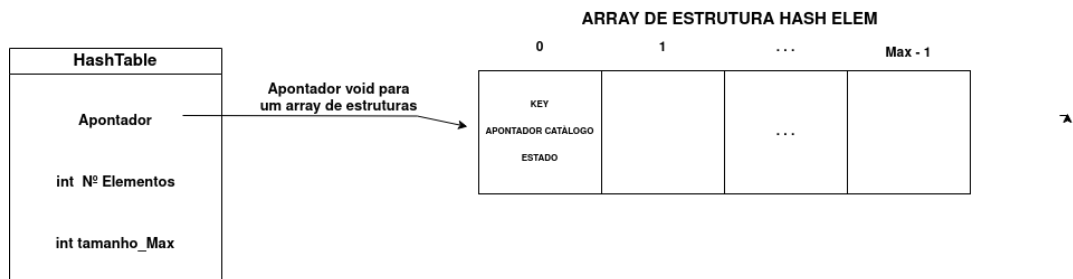 ARRAY DE ESTRUTURA HASH ELEM
0 1 . . . Max - 1
HashTable
Apontador void para
um array de estruturas
Apontador
KEY
APONTADOR CATÀLOGO
ESTADO
. . .
int Nº Elementos
int tamanho_Max